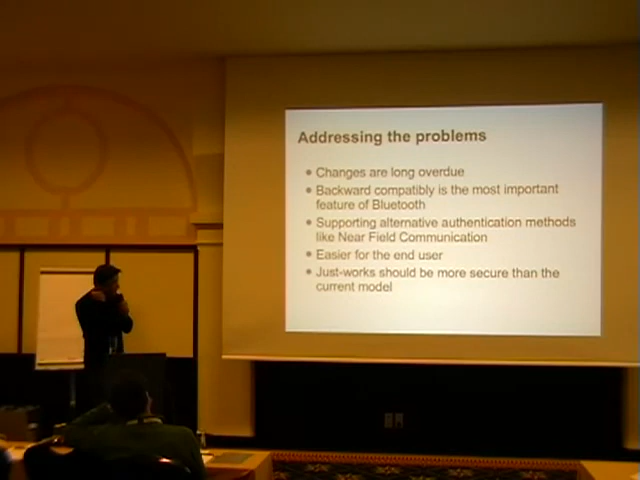 Addressing the problems
• Changes are long overdue
• Backward compatibly is the most important
feature of Bluetooth
• Supporting alternative authentication methods
like Near Field Communication
• Easier for the end user
• Just-works should be more secure than the
current model